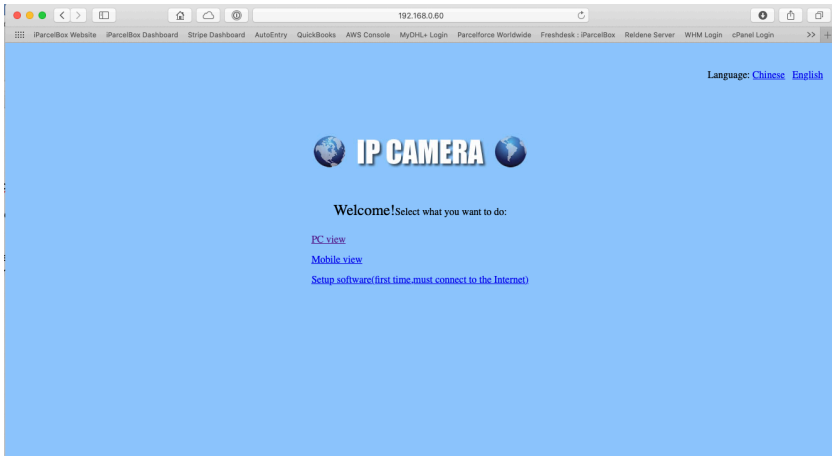 192.168.0.60
iParcelBox Website iParcelBox Dashboard Stripe Dashboard AutoEntry QuickBooks AWS Console MyDHL+ Login Parcelforce Worldwide Freshdesk : iParcelBox Reldene Server WHM Login cPanel Login >>
Language: Chinese English
IP CAMERA
Welcome!Select what you want to do:
PC view
Mobile view
Setup software(first time,must connect to the Internet)